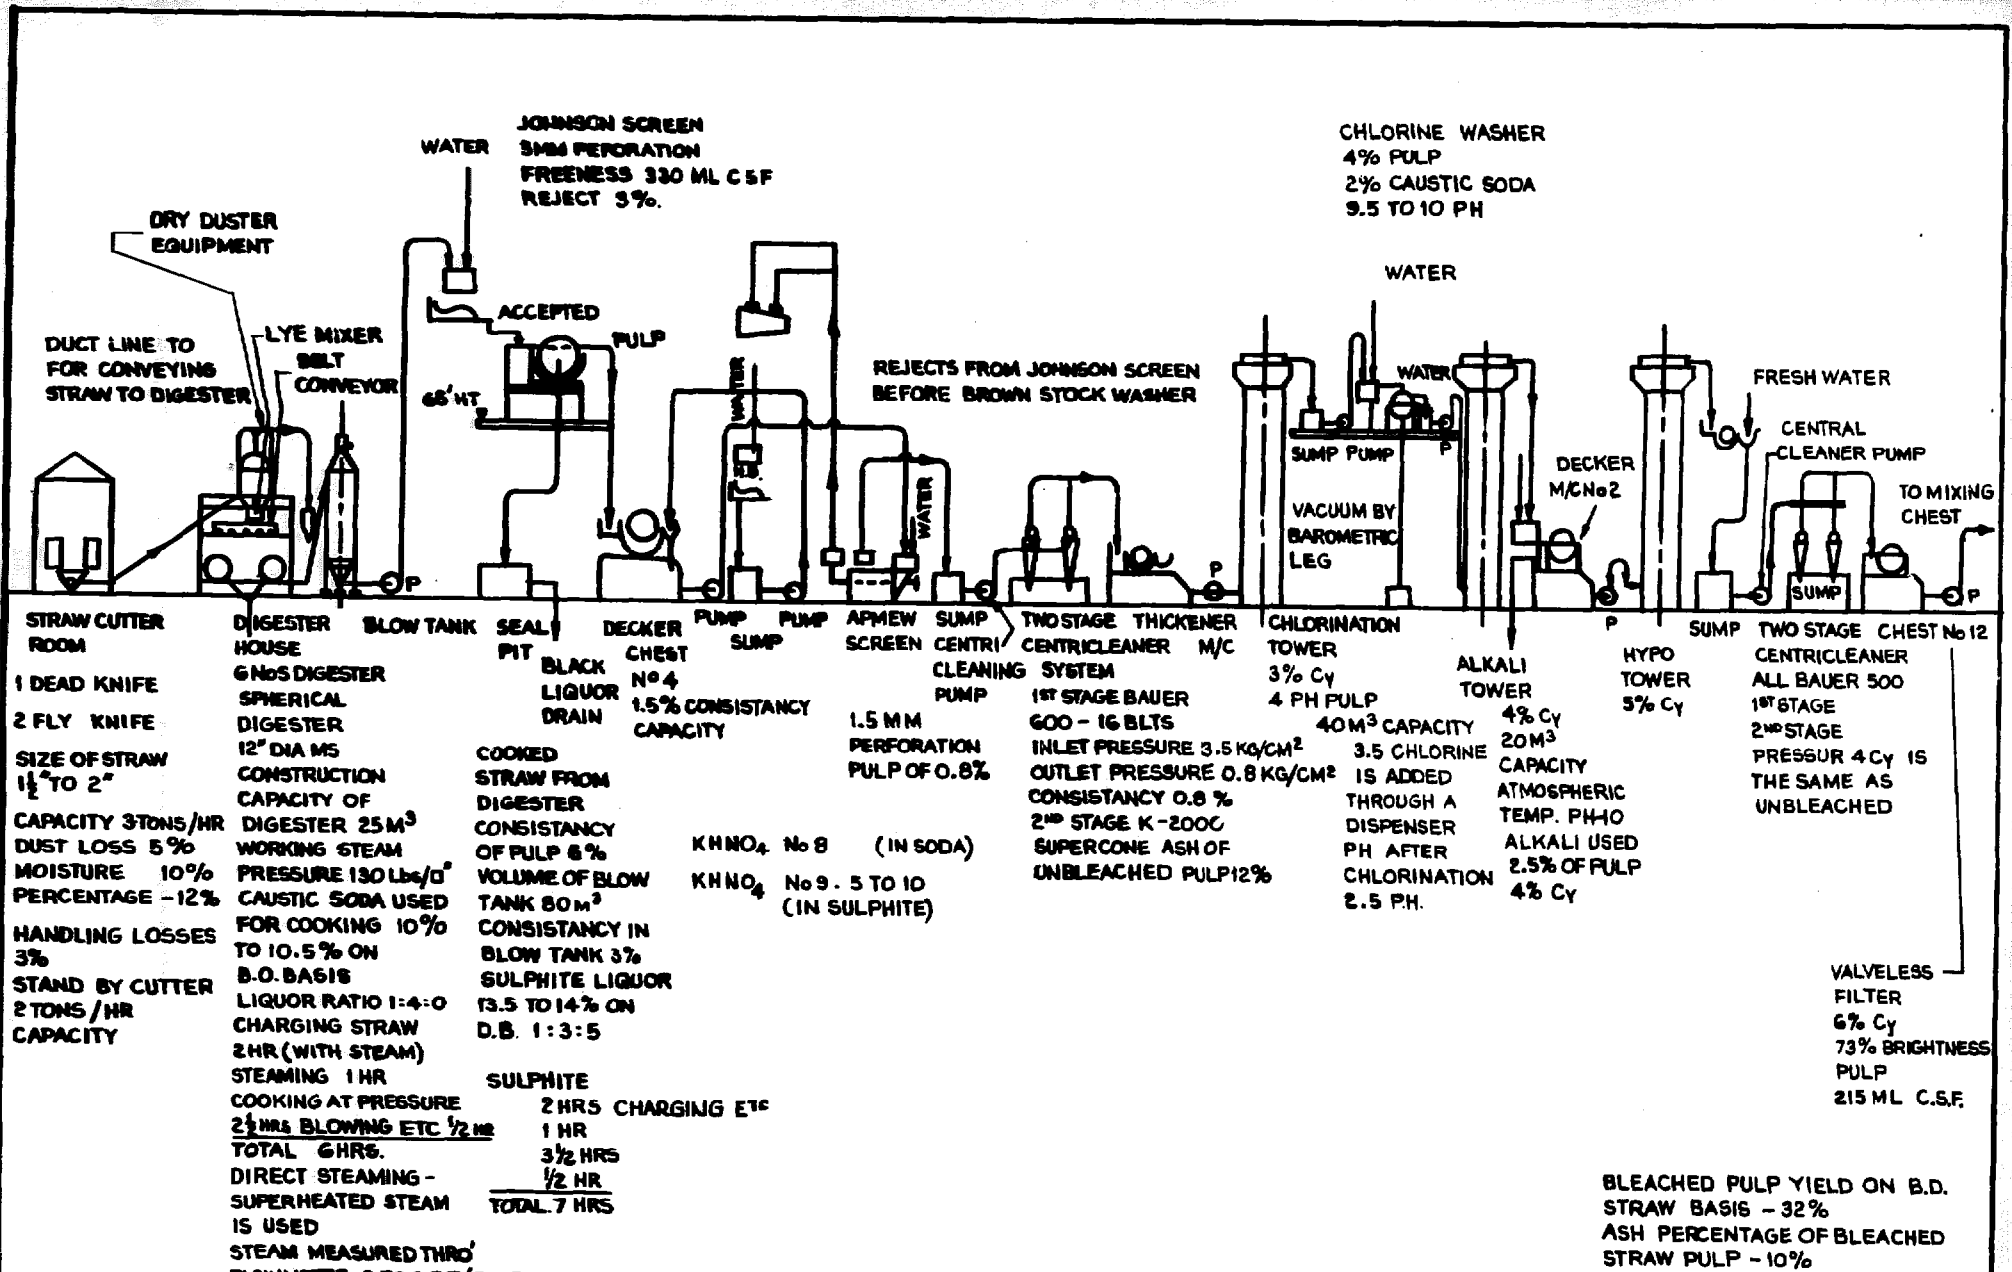 JOHNSON SCREEN
3MM PERFORATION
FREENESS 330 ML CSF
REJECT 3%.
WATER
CHLORINE WASHER
4% PULP
2% CAUSTIC SODA
9.5 TO 10 PH
WATER
DRY DUSTER
EQUIPMENT
DUCT LINE TO
FOR CONVEYING
STRAW TO DIGESTER
LYE MIXER
BELT
CONVEYOR
ACCEPTED
PULP
65' HT
WATER
WATER
REJECTS FROM JOHNSON SCREEN
BEFORE BROWN STOCK WASHER
WATER
SUMP PUMP
P
VACUUM BY
BAROMETRIC
LEG
DECKER
M/C No 2
FRESH WATER
CENTRAL
CLEANER PUMP
TO MIXING
CHEST
P
P
P
P
SUMP
STRAW CUTTER
ROOM
1 DEAD KNIFE
2 FLY KNIFE
SIZE OF STRAW
1½" TO 2"
CAPACITY 3 TONS/HR
DUST LOSS 5%
MOISTURE 10%
PERCENTAGE -12%
HANDLING LOSSES
3%
STAND BY CUTTER
2 TONS/HR
CAPACITY
DIGESTER
HOUSE
6 NOS DIGESTER
SPHERICAL
DIGESTER
12" DIA MS
CONSTRUCTION
CAPACITY OF
DIGESTER 25M³
WORKING STEAM
PRESSURE 130 Lbs/□"
CAUSTIC SODA USED
FOR COOKING 10%
TO 10.5% ON
B.O. BASIS
LIQUOR RATIO 1:4:0
CHARGING STRAW
2HR (WITH STEAM)
STEAMING 1 HR
COOKING AT PRESSURE
2½ HRS BLOWING ETC ½ HR
TOTAL 6HRS.
DIRECT STEAMING -
SUPERHEATED STEAM
IS USED
STEAM MEASURED THRO'
BLOW TANK
SEAL
PIT
BLACK
LIQUOR
DRAIN
COOKED
STRAW FROM
DIGESTER
CONSISTANCY
OF PULP 6%
VOLUME OF BLOW
TANK 80M³
CONSISTANCY IN
BLOW TANK 3%
SULPHITE LIQUOR
13.5 TO 14% ON
D.B. 1:3:5
SULPHITE
2 HRS CHARGING ETC
1 HR
3½ HRS
½ HR
TOTAL. 7 HRS
DECKER
CHEST
No 4
1.5% CONSISTANCY
CAPACITY
PUMP
SUMP
PUMP
KHNO₄ No 8 (IN SODA)
KHNO₄ No 9.5 TO 10
(IN SULPHITE)
APMEW
SCREEN
1.5 MM
PERFORATION
PULP OF 0.8%
SUMP
CENTRI
CLEANING
PUMP
TWO STAGE
CENTRICLEANER
SYSTEM
1ST STAGE BAUER
600 - 16 BLTS
INLET PRESSURE 3.5 KG/CM²
OUTLET PRESSURE 0.8 KG/CM²
CONSISTANCY 0.8 %
2ND STAGE K-2000
SUPERCONE ASH OF
UNBLEACHED PULP 12%
THICKENER
M/C
CHLORINATION
TOWER
3% Cy
4 PH PULP
40M³ CAPACITY
3.5 CHLORINE
IS ADDED
THROUGH A
DISPENSER
PH AFTER
CHLORINATION
2.5 P.H.
ALKALI
TOWER
4% Cy
20M³
CAPACITY
ATMOSPHERIC
TEMP. PH-10
ALKALI USED
2.5% OF PULP
4% Cy
HYPO
TOWER
5% Cy
SUMP
TWO STAGE
CENTRICLEANER
ALL BAUER 500
1ST STAGE
2ND STAGE
PRESSUR 4 Cy IS
THE SAME AS
UNBLEACHED
CHEST No 12
VALVELESS
FILTER
6% Cy
73% BRIGHTNESS
PULP
215 ML C.S.F.
BLEACHED PULP YIELD ON B.D.
STRAW BASIS - 32%
ASH PERCENTAGE OF BLEACHED
STRAW PULP - 10%